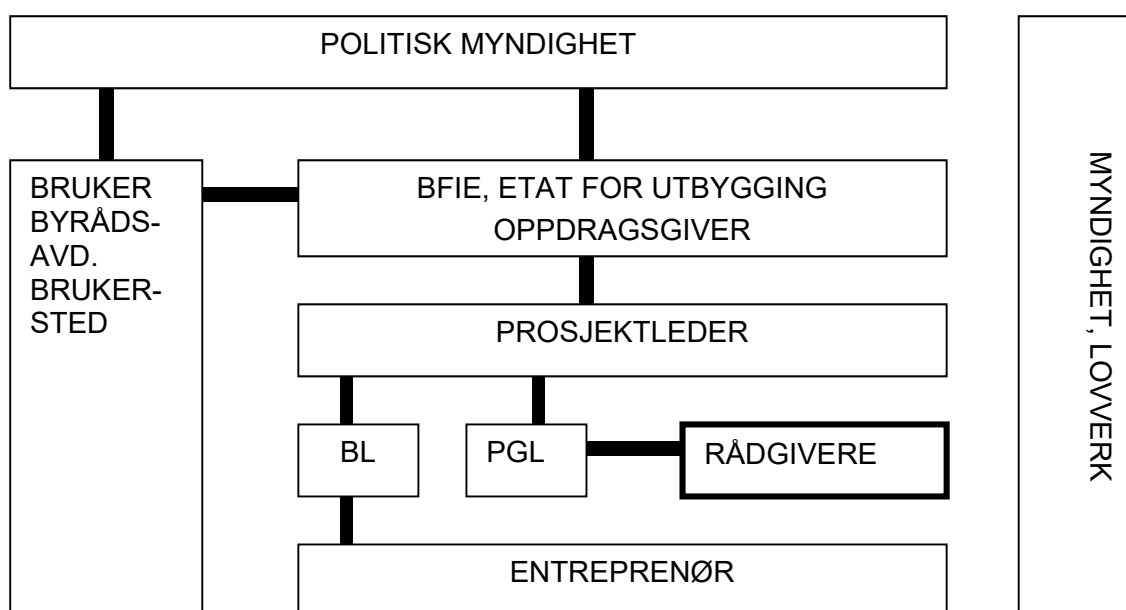 POLITISK MYNDIGHET
BRUKER
BYRÅDS-
AVD.
BRUKER-
STED
BFIE, ETAT FOR UTBYGGING
OPPDRAGSGIVER
PROSJEKTLEDER
BL
PGL
RÅDGIVERE
ENTREPRENØR
MYNDIGHET, LOVVERK